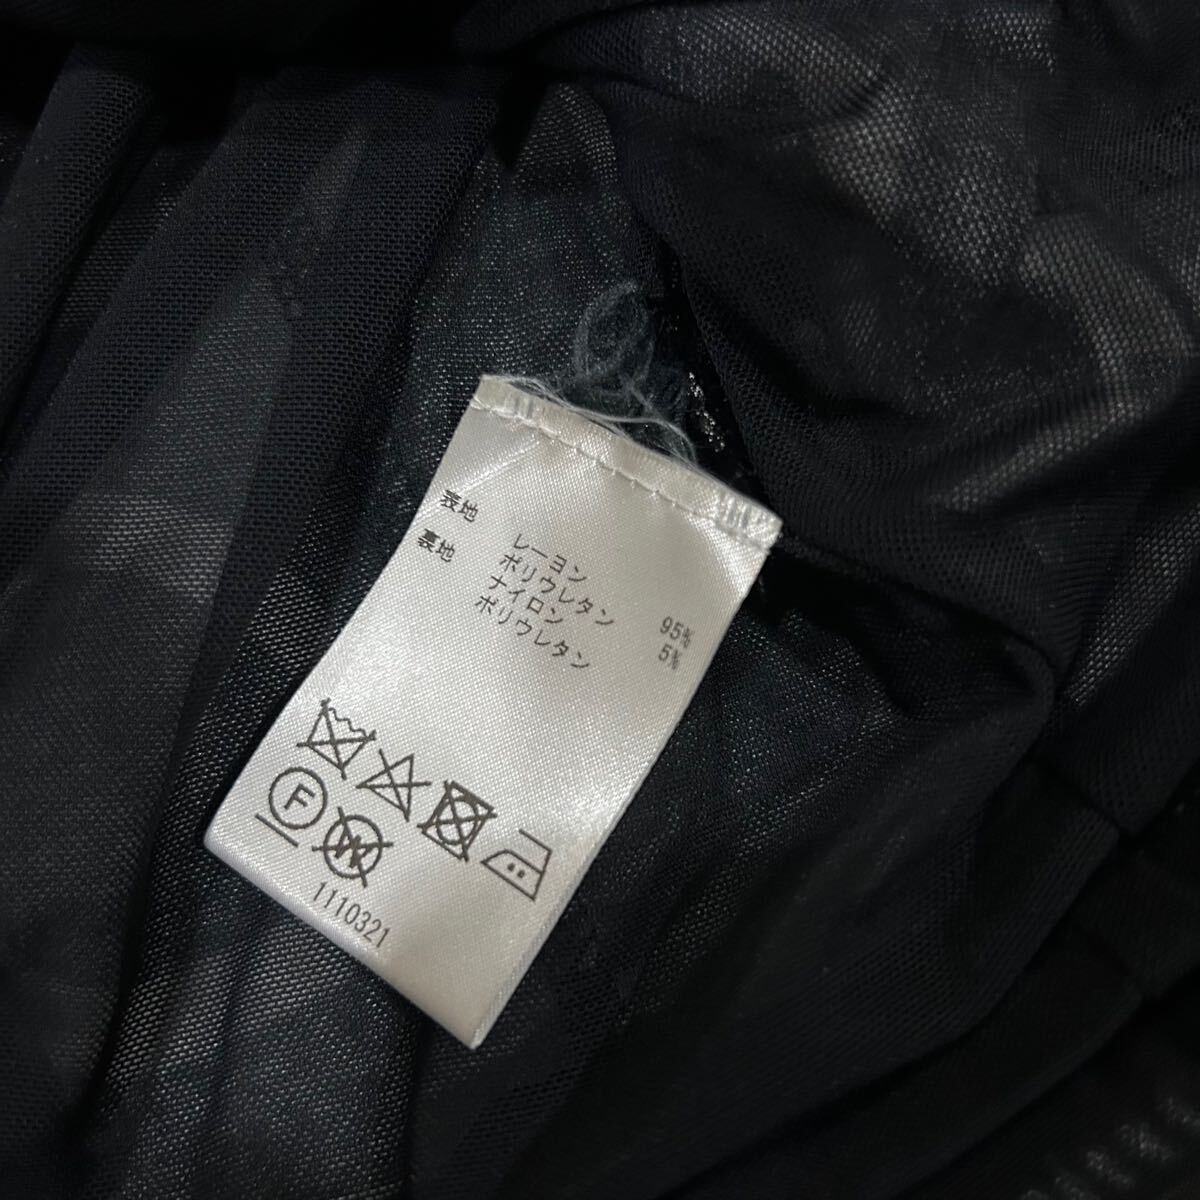 表地 レーヨン 95%
ポリウレタン 5%
裏地 ナイロン
ポリウレタン
F
W
1110321